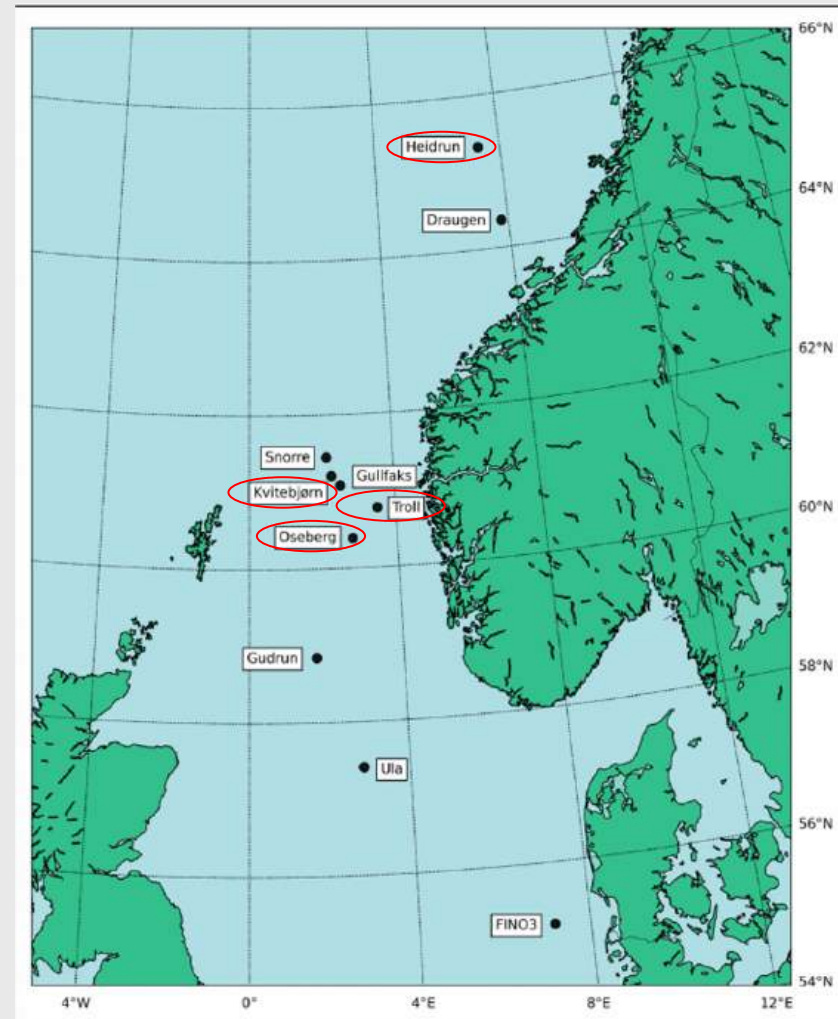 66°N
Heidrun
64°N
Draugen
62°N
Snorre
Gullfaks
Kvitebjørn
Troll
60°N
Oseberg
Gudrun
58°N
Ula
56°N
FINO3
54°N
4°W 0° 4°E 8°E 12°E